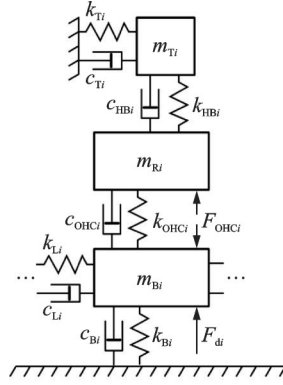 k_Ti
m_Ti
c_Ti
c_HBi
k_HBi
m_Ri
c_OHCi
k_OHCi
F_OHCi
k_Li
...
m_Bi
...
c_Li
c_Bi
k_Bi
F_di